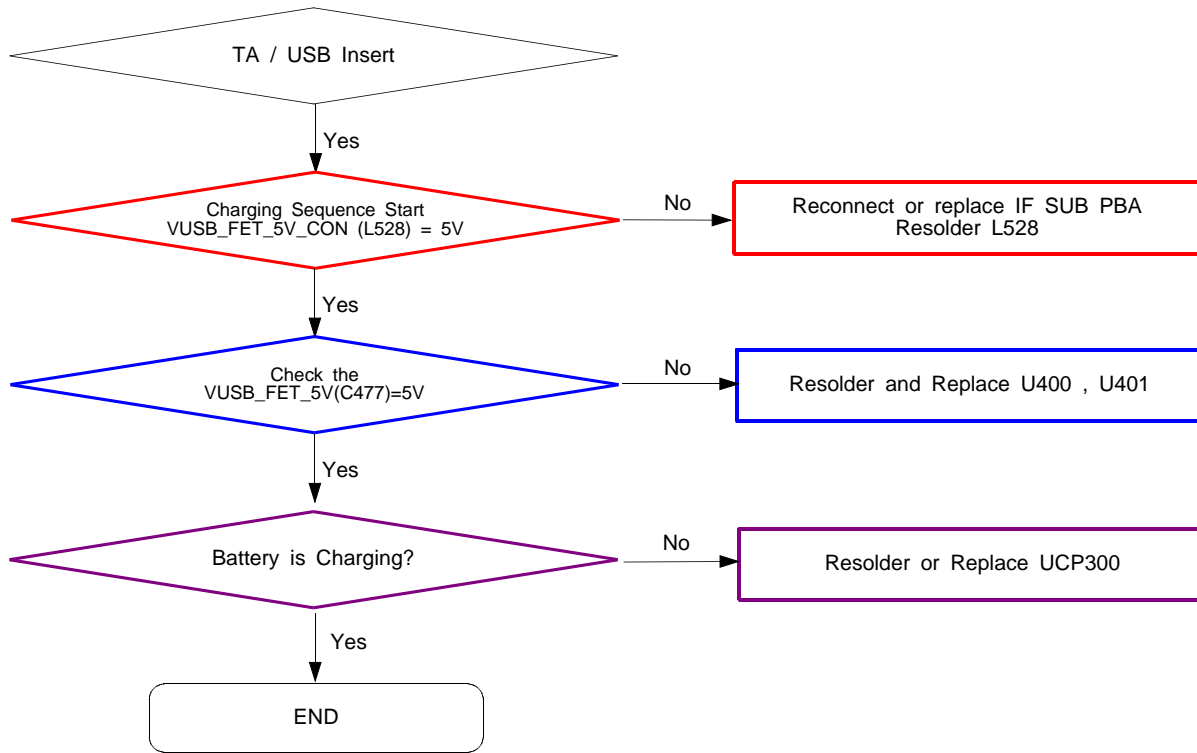 TA / USB Insert
Yes
Charging Sequence Start
VUSB_FET_5V_CON (L528) = 5V
No
Reconnect or replace IF SUB PBA
Resolder L528
Yes
Check the
VUSB_FET_5V(C477)=5V
No
Resolder and Replace U400 , U401
Yes
Battery is Charging?
No
Resolder or Replace UCP300
Yes
END